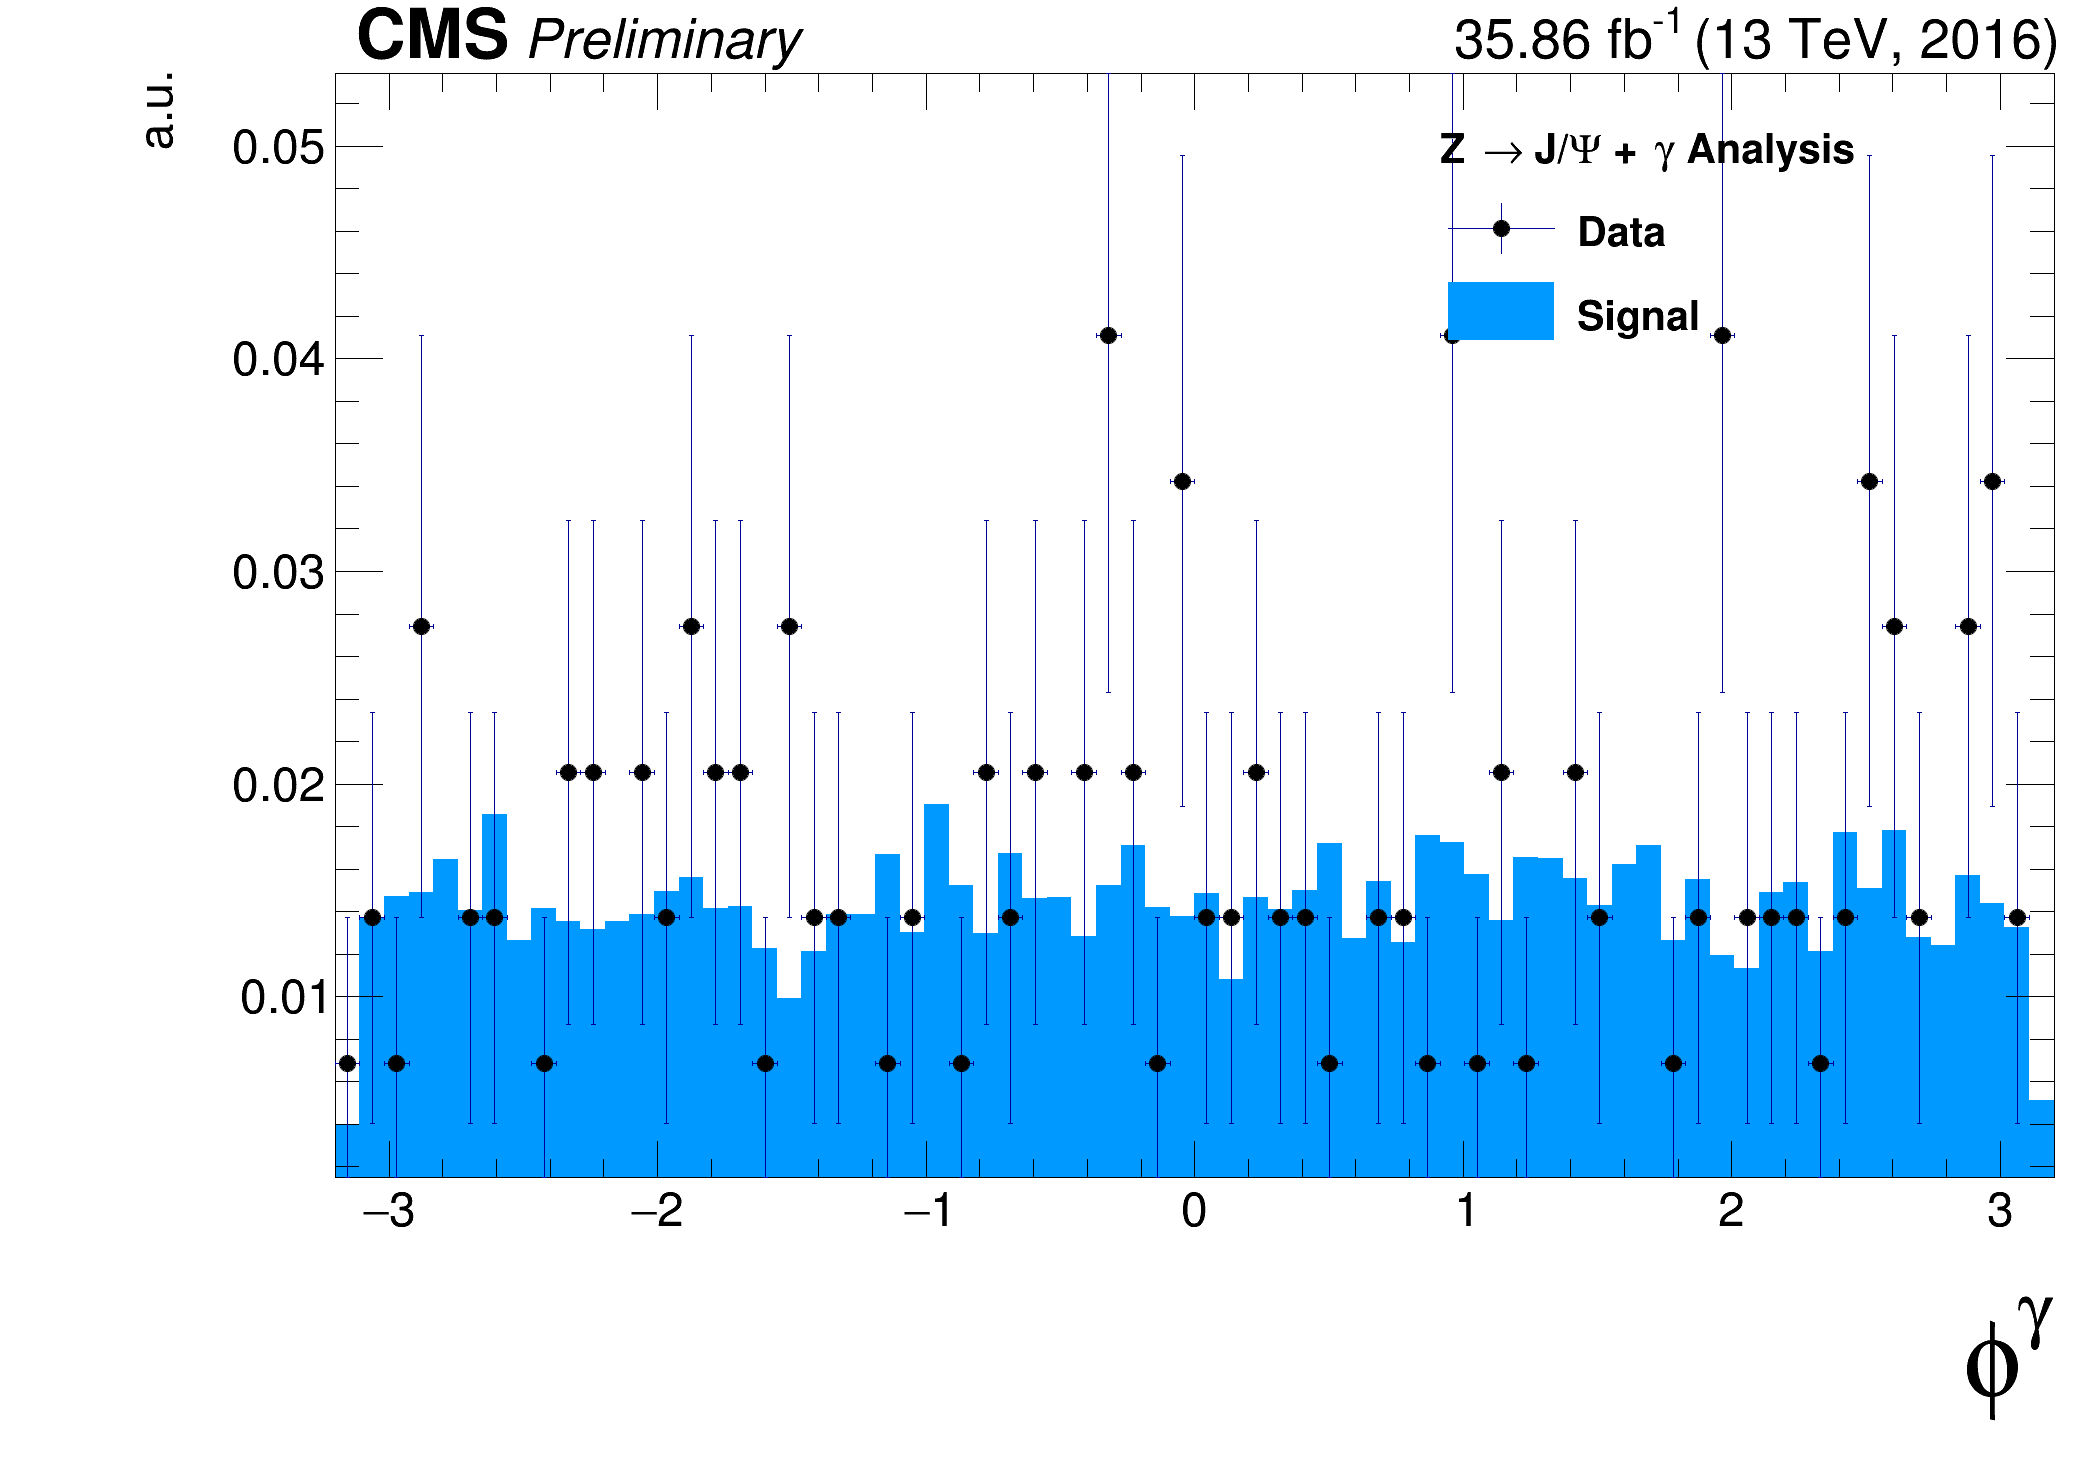 CMS Preliminary 35.86 fb⁻¹ (13 TeV, 2016)
a.u.
Z → J/Ψ + γ Analysis
Data
Signal
0.05
0.04
0.03
0.02
0.01
−3 −2 −1 0 1 2 3
ϕ^γ